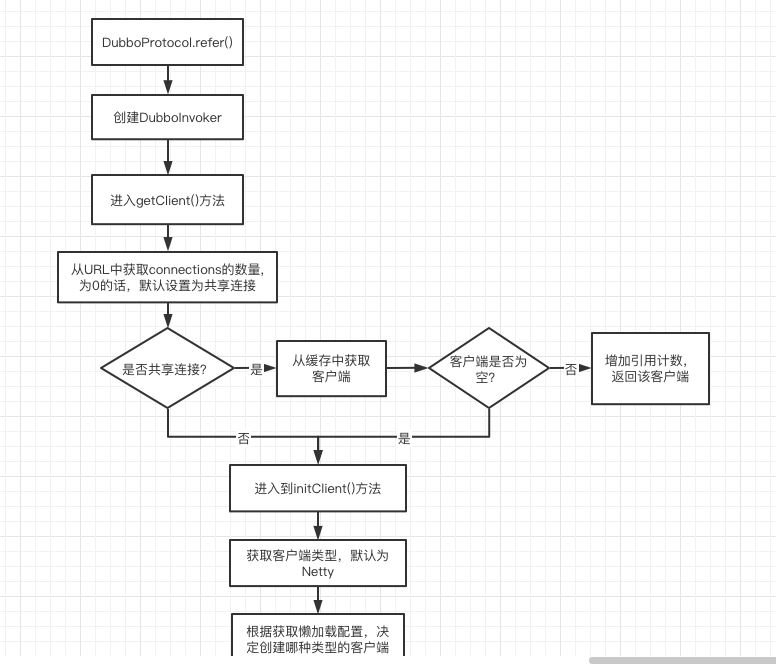 DubboProtocol.refer()
创建DubboInvoker
进入getClient()方法
从URL中获取connections的数量,
为0的话，默认设置为共享连接
是否共享连接?
是
从缓存中获取
客户端
客户端是否为
空?
否
增加引用计数,
返回该客户端
否
是
进入到initClient()方法
获取客户端类型，默认为
Netty
根据获取懒加载配置，决
定创建哪种类型的客户端